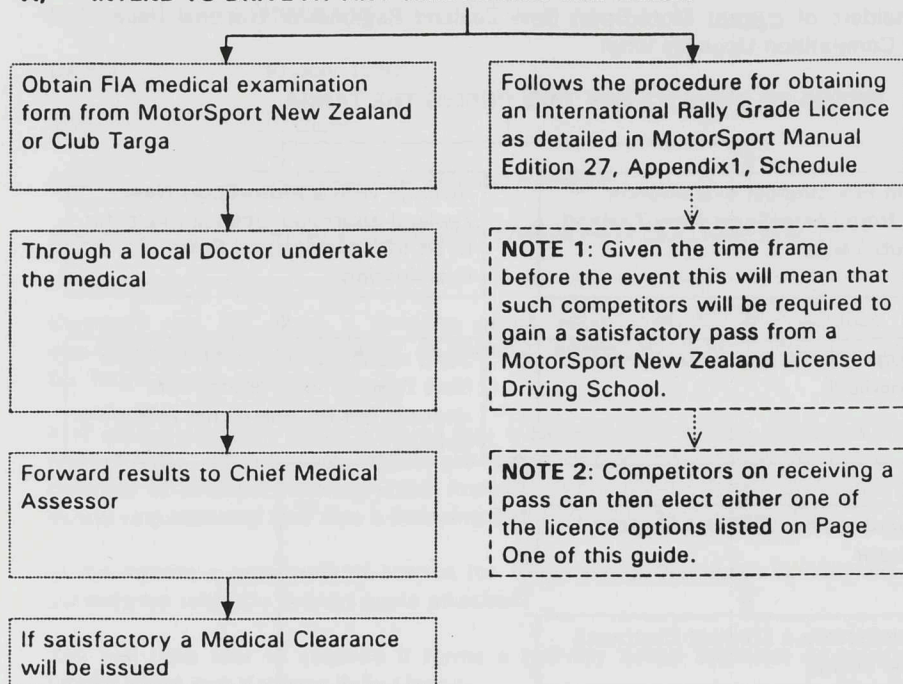 INTEND TO DRIVE
Obtain FIA medical examination
form from MotorSport New Zealand
or Club Targa
Through a local Doctor undertake
the medical
Forward results to Chief Medical
Assessor
If satisfactory a Medical Clearance
will be issued
Follow the procedure for obtaining
an International Rally Grade Licence
as detailed in MotorSport Manual
Edition 27, Appendix1, Schedule
NOTE 1: Given the time frame
before the event this will mean that
such competitors will be required to
gain a satisfactory pass from a
MotorSport New Zealand Licensed
Driving School.
NOTE 2: Competitors on receiving a
pass can then elect either one of
the licence options listed on Page
One of this guide.